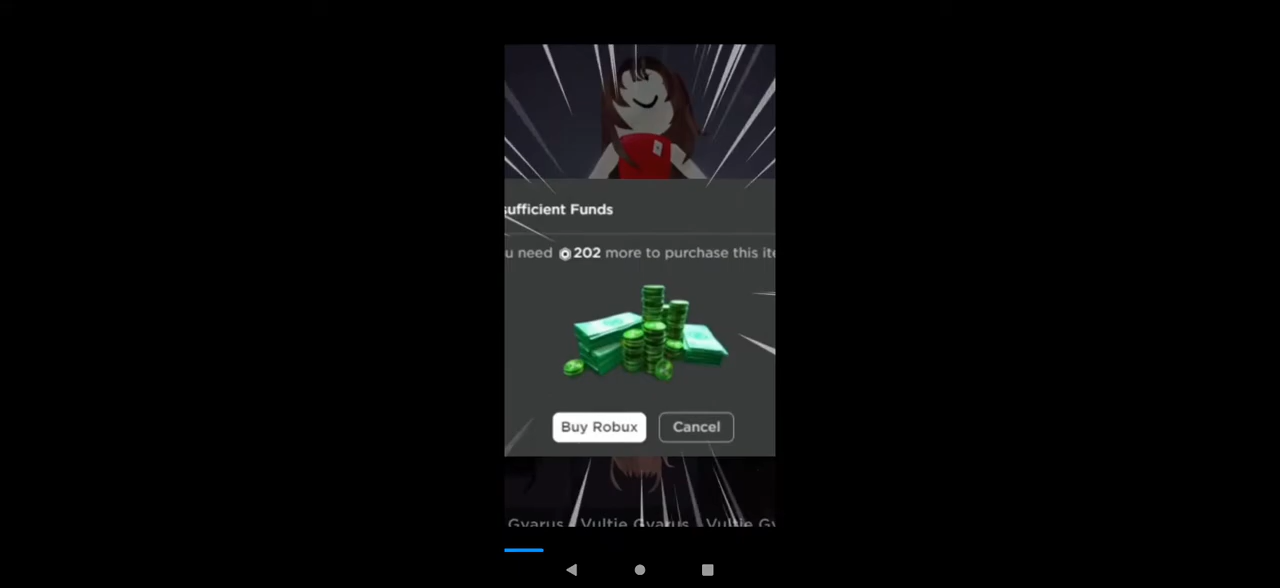 sufficient Funds
u need 202 more to purchase this ite
Buy Robux
Cancel
Gyarus Vultie Gyarus Vultie Gy